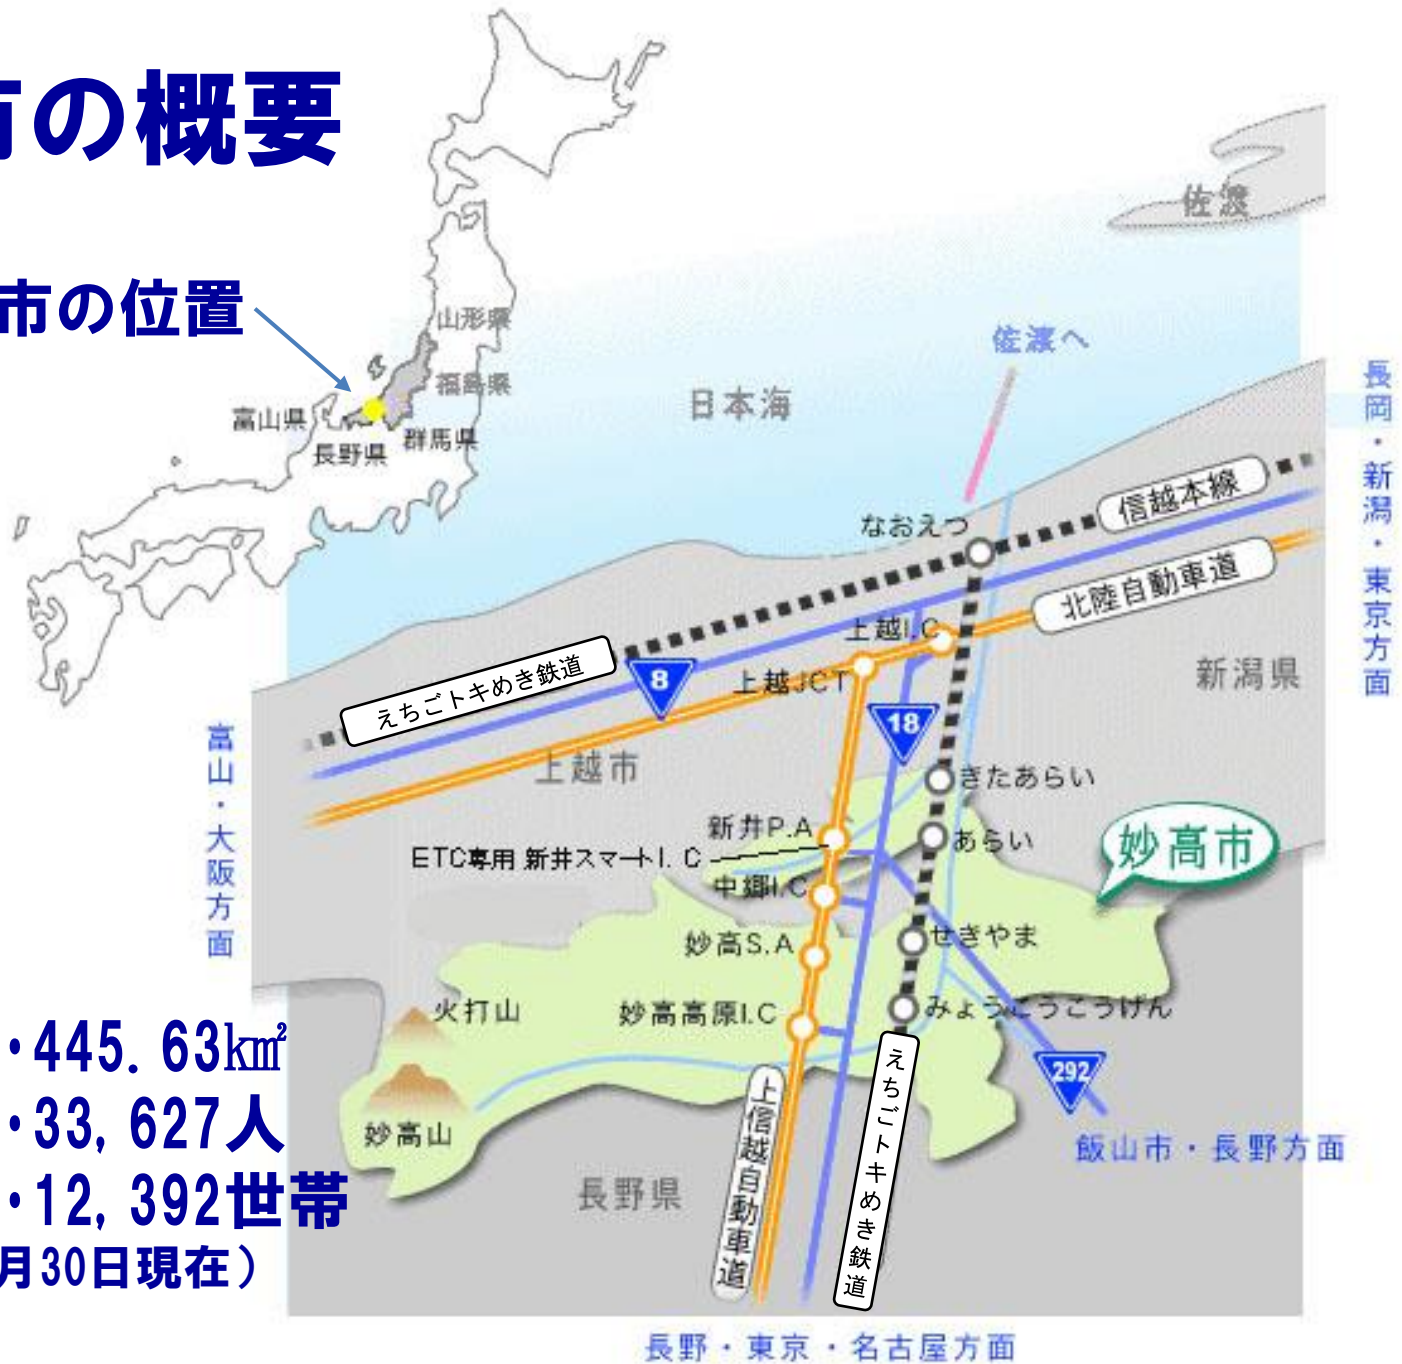 市の概要
市の位置
山形県
福島県
富山県
長野県
群馬県
佐渡
佐渡へ
日本海
長岡・新潟・東京方面
なおえつ
信越本線
北陸自動車道
上越I.C
えちごトキめき鉄道
8
上越JCT
18
新潟県
富山・大阪方面
上越市
きたあらい
新井P.A
あらい
妙高市
ETC専用 新井スマートI.C
中郷I.C
妙高S.A
せきやま
火打山
妙高高原I.C
みょうこうこうげん
・445.63k㎡
292
・33,627人
妙高山
飯山市・長野方面
・12,392世帯
長野県
上信越自動車道
えちごトキめき鉄道
月30日現在）
長野・東京・名古屋方面